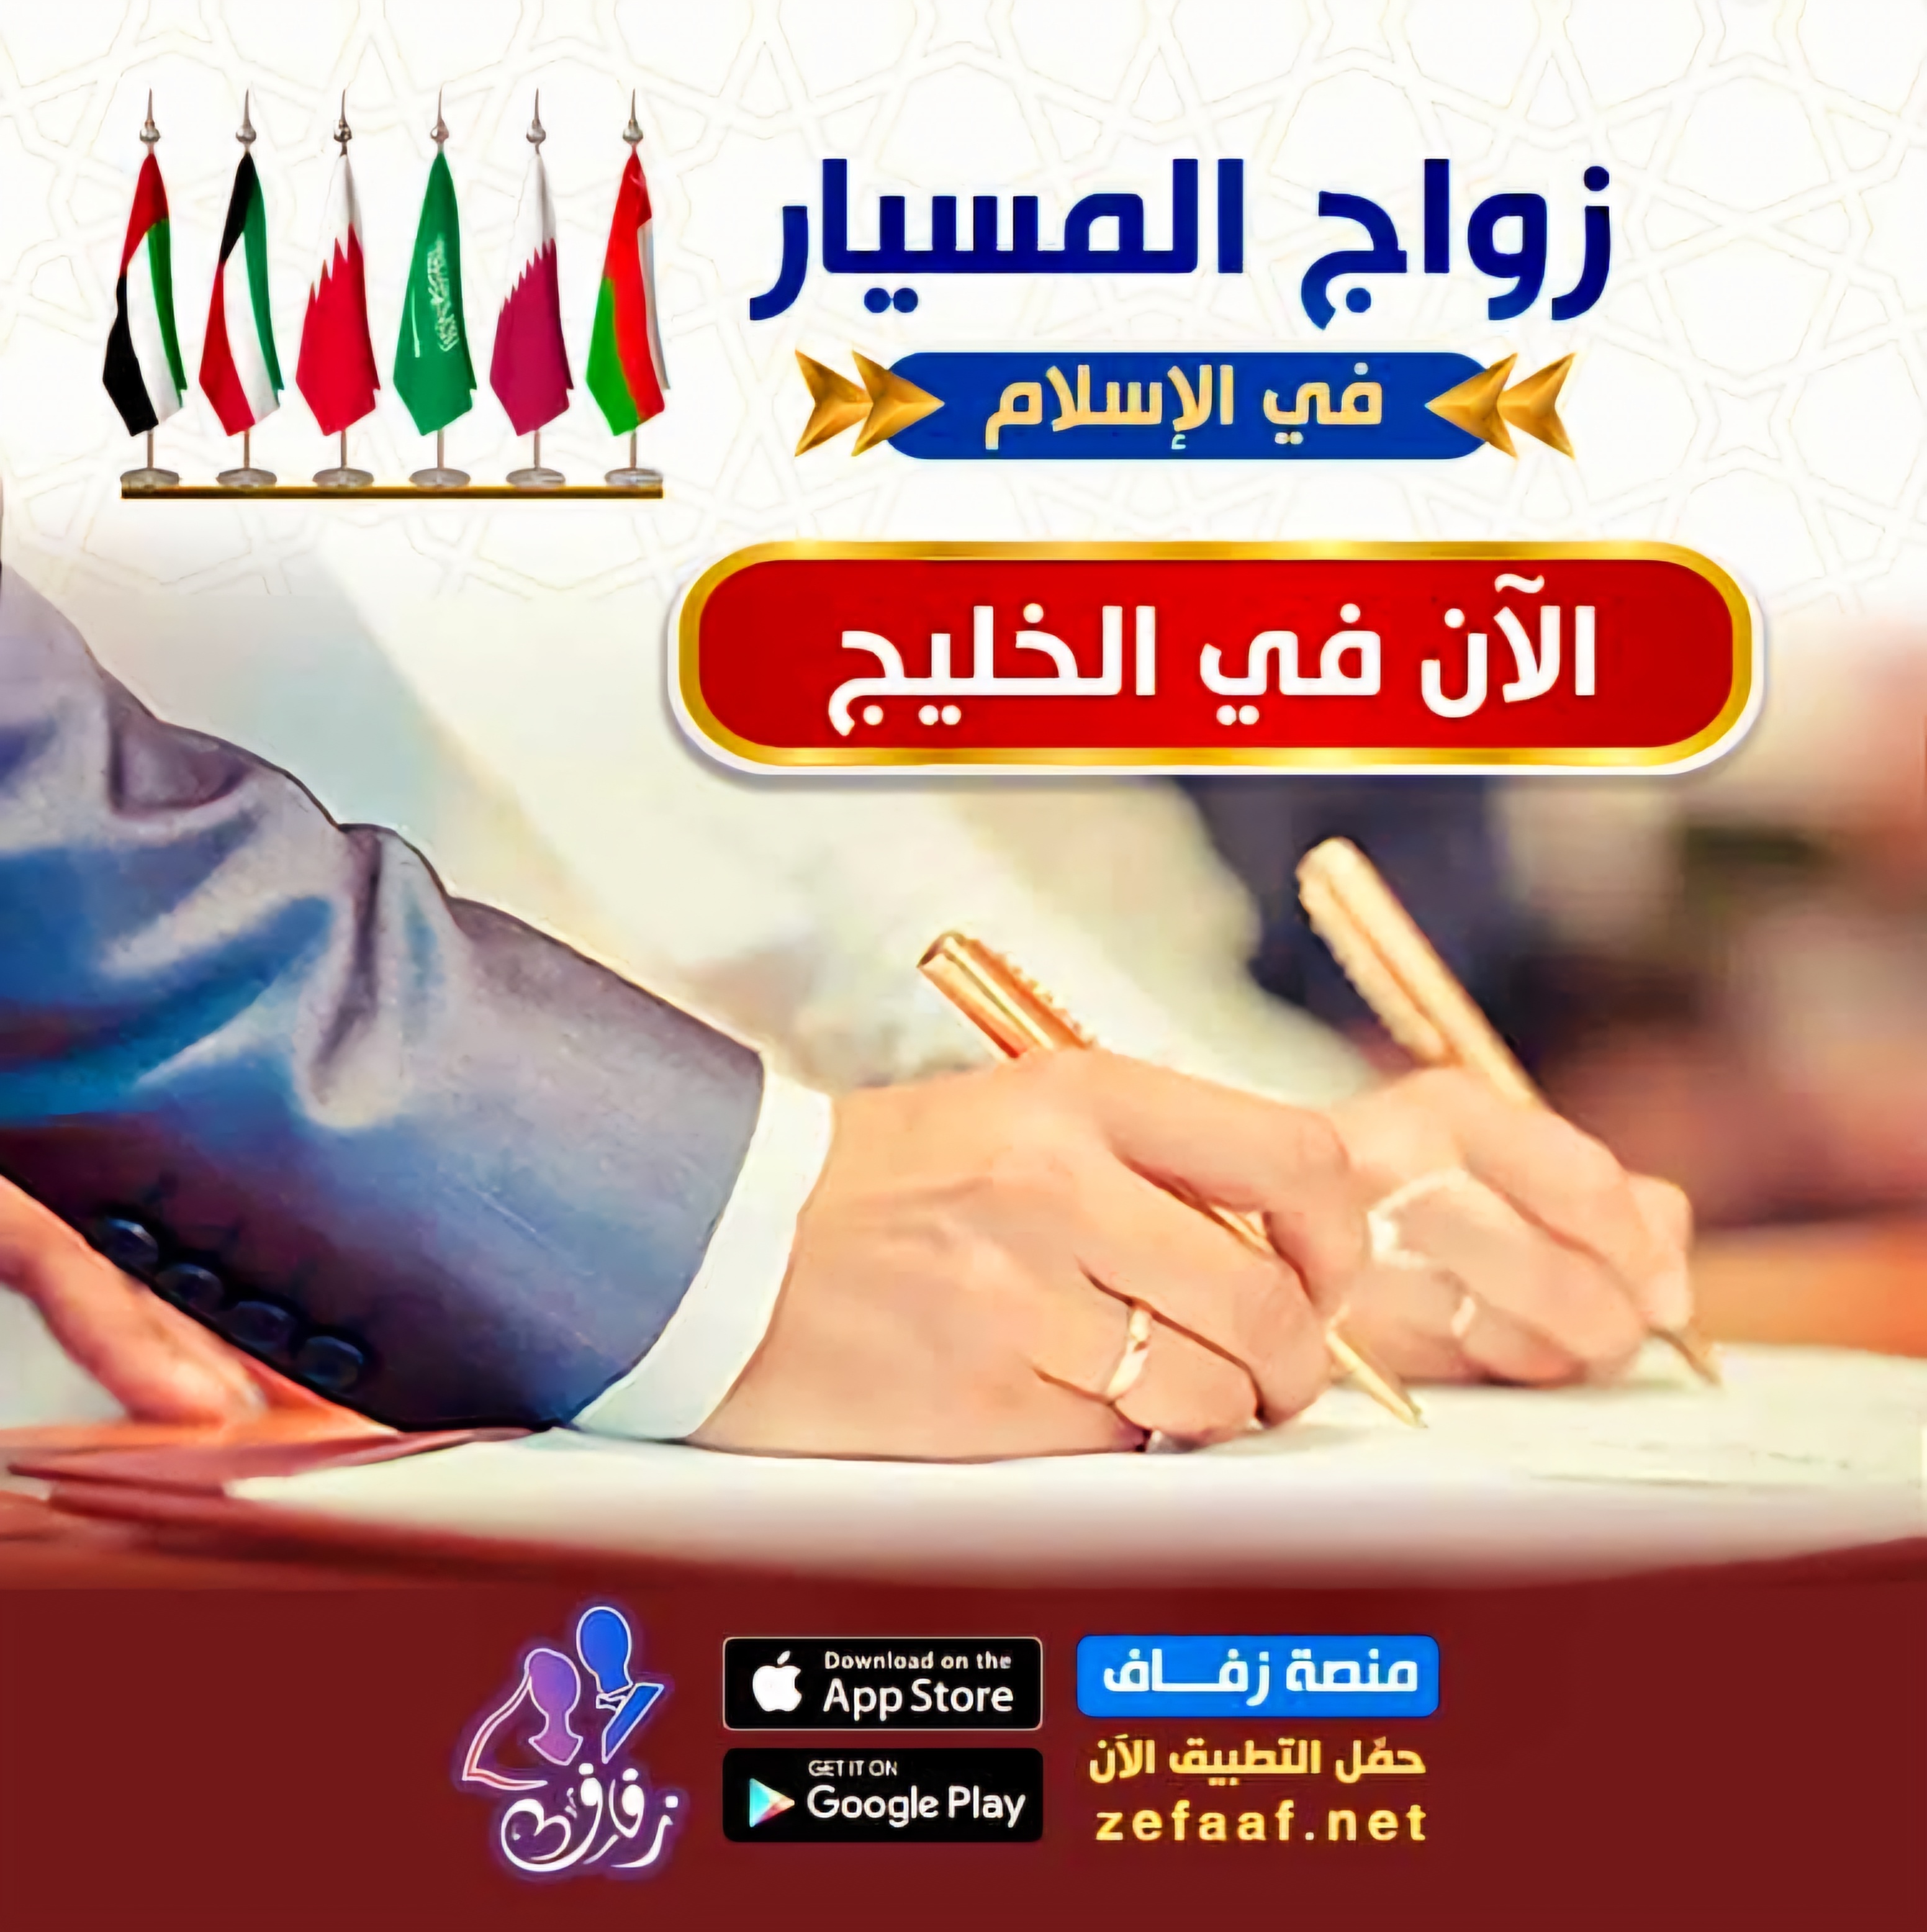 زواج المسيار
في الإسلام
الآن في الخليج
منصة زفــاف
حمّل التطبيق الآن
zefaaf.net
Download on the
App Store
GET IT ON
Google Play
زفاف